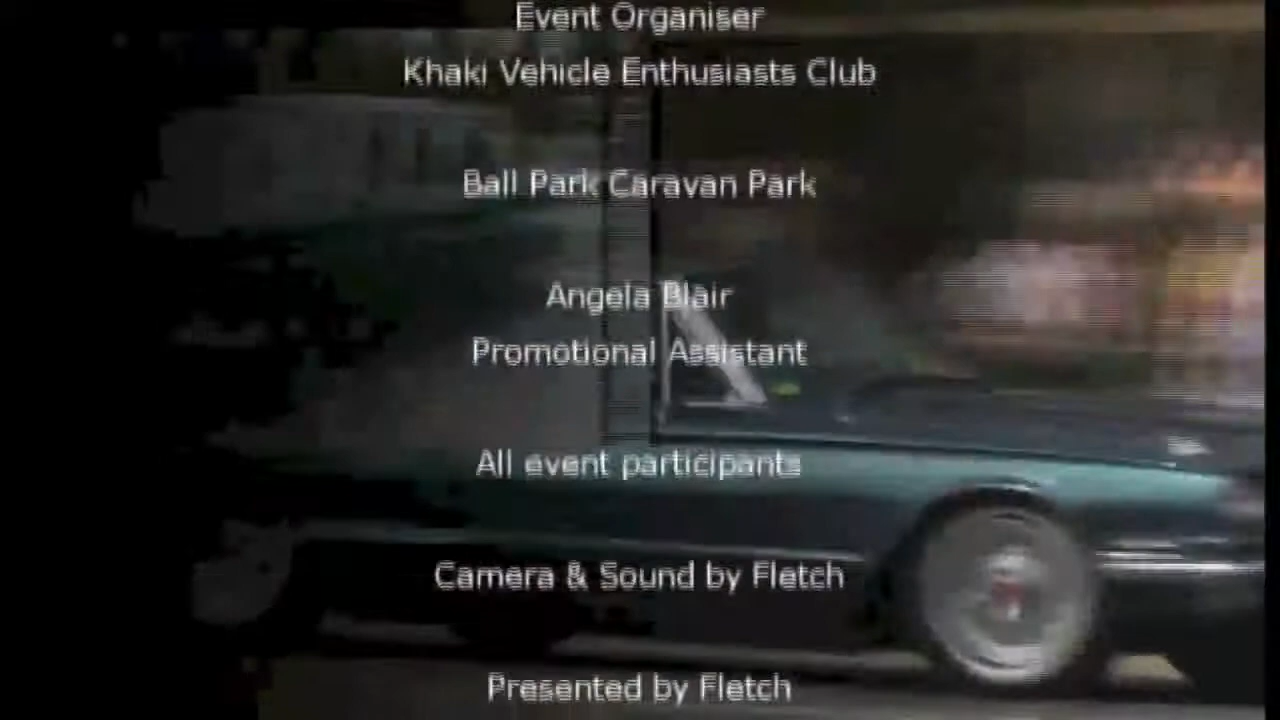 Event Organiser
Khaki Vehicle Enthusiasts Club
Ball Park Caravan Park
Angela Blair
Promotional Assistant
All event participants
Camera & Sound by Fletch
Presented by Fletch